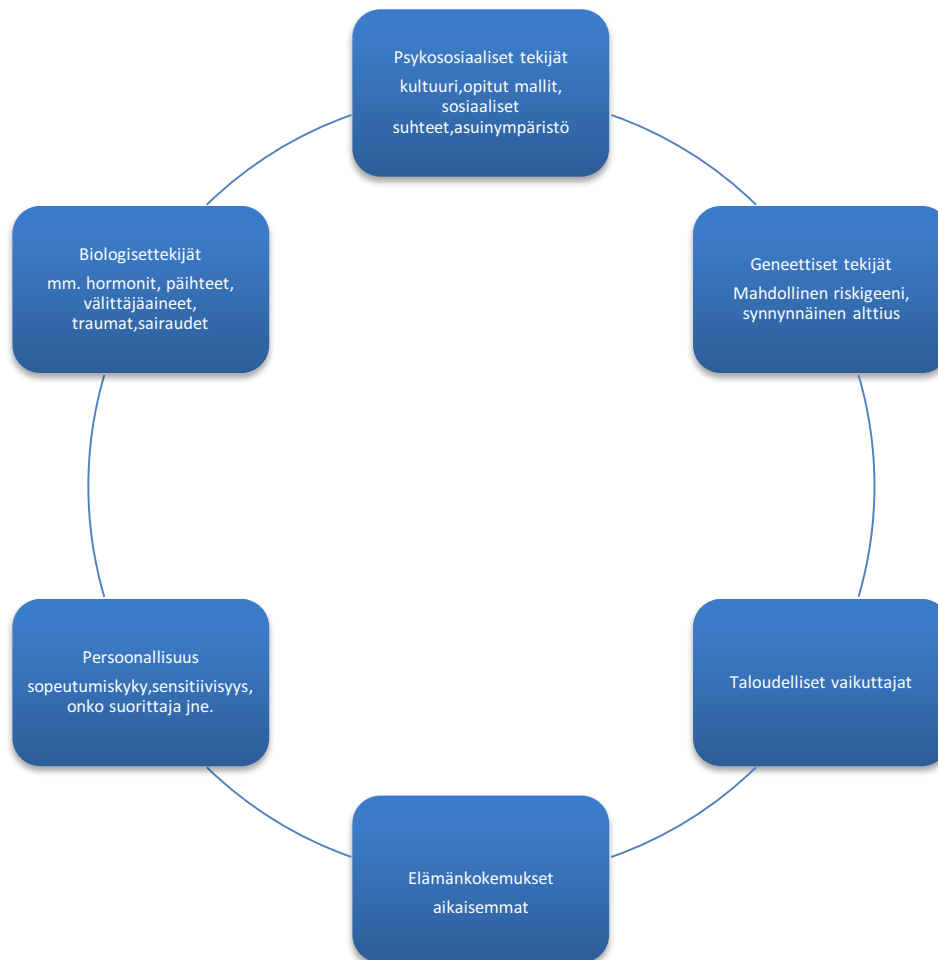 Psykososiaaliset tekijät
kultuuri,opitut mallit,
sosiaaliset
suhteet,asuinympäristö
Geneettiset tekijät
Mahdollinen riskigeeni,
synnynnäinen alttius
Taloudelliset vaikuttajat
Elämänkokemukset
aikaisemmat
Persoonallisuus
sopeutumiskyky,sensitiivisyys,
onko suorittaja jne.
Biologisettekijät
mm. hormonit, päihteet,
välittäjäaineet,
traumat,sairaudet